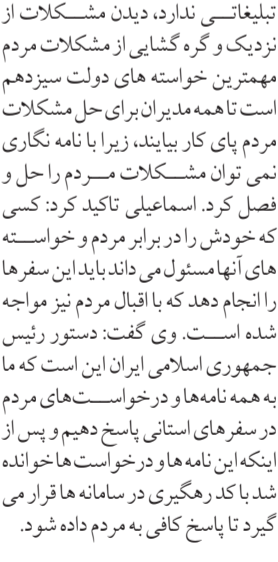 تبلیغاتی ندارد، دیدن مشکلات از
نزدیک و گره گشایی از مشکلات مردم
مهمترین خواسته های دولت سیزدهم
است تا همه مدیران برای حل مشکلات
مردم پای کار بیایند، زیرا با نامه نگاری
نمی توان مشکلات مردم را حل و
فصل کرد. اسماعیلی تاکید کرد: کسی
که خودش را در برابر مردم و خواسته
های آنها مسئول می داند باید این سفرها
را انجام دهد که با اقبال مردم نیز مواجه
شده است. وی گفت: دستور رئیس
جمهوری اسلامی ایران این است که ما
به همه نامه‌ها و درخواست‌های مردم
در سفرهای استانی پاسخ دهیم و پس از
اینکه این نامه ها و درخواست ها خوانده
شد با کد رهگیری در سامانه ها قرار می
گیرد تا پاسخ کافی به مردم داده شود.